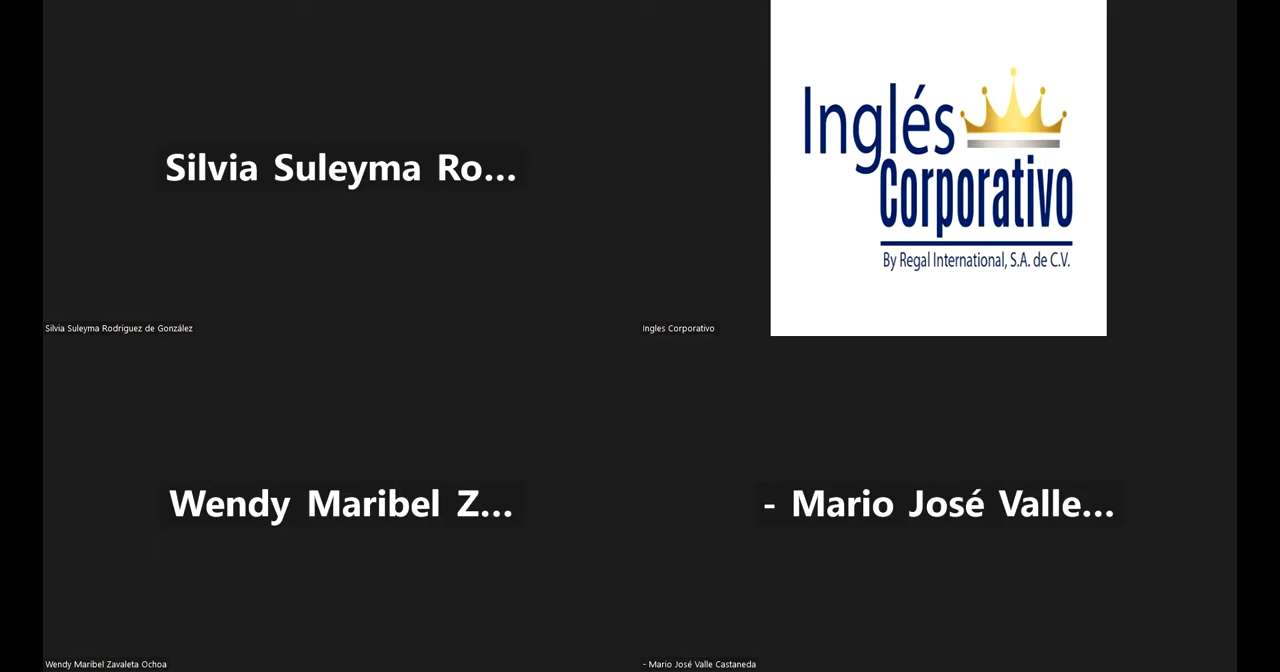 Silvia Suleyma Ro...
Silvia Suleyma Rodriguez de González
Inglés
Corporativo
By Regal International, S.A. de C.V.
Ingles Corporativo
Wendy Maribel Z...
Wendy Maribel Zavaleta Ochoa
- Mario José Valle...
- Mario José Valle Castaneda